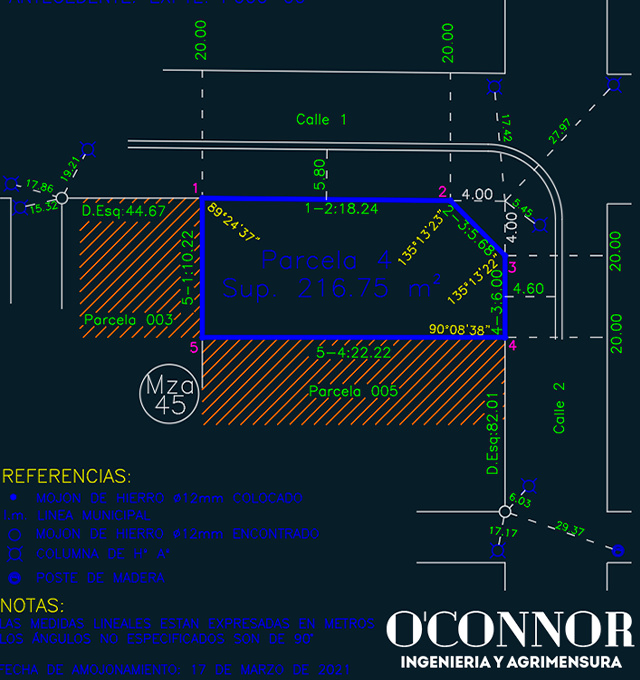 20.00
20.00
Calle 1
17.42
27.97
19.21
17.86
15.32
5.80
1
2
4.00
5.45
4.00
D.Esq:44.67
1-2:18.24
89°24'37"
135°13'23"
2-3:5.68
5-1:10.22
Parcela 4
Sup. 216.75 m²
135°13'22"
3
20.00
4-3:6.00
4.60
Parcela 003
90°08'38"
20.00
5
4
5-4:22.22
Parcela 005
Mza
45
D.Esq:82.01
Calle 2
REFERENCIAS:
MOJON DE HIERRO ø12mm COLOCADO
Lm: LINEA MUNICIPAL
MOJON DE HIERRO ø12mm ENCONTRADO
COLUMNA DE Hº Aº
POSTE DE MADERA
6.03
17.17
29.37
NOTAS:
LAS MEDIDAS LINEALES ESTAN EXPRESADAS EN METROS
LOS ÁNGULOS NO ESPECIFICADOS SON DE 90°
FECHA DE AMOJONAMIENTO: 17 DE MARZO DE 2021
O'CONNOR
INGENIERIA Y AGRIMENSURA